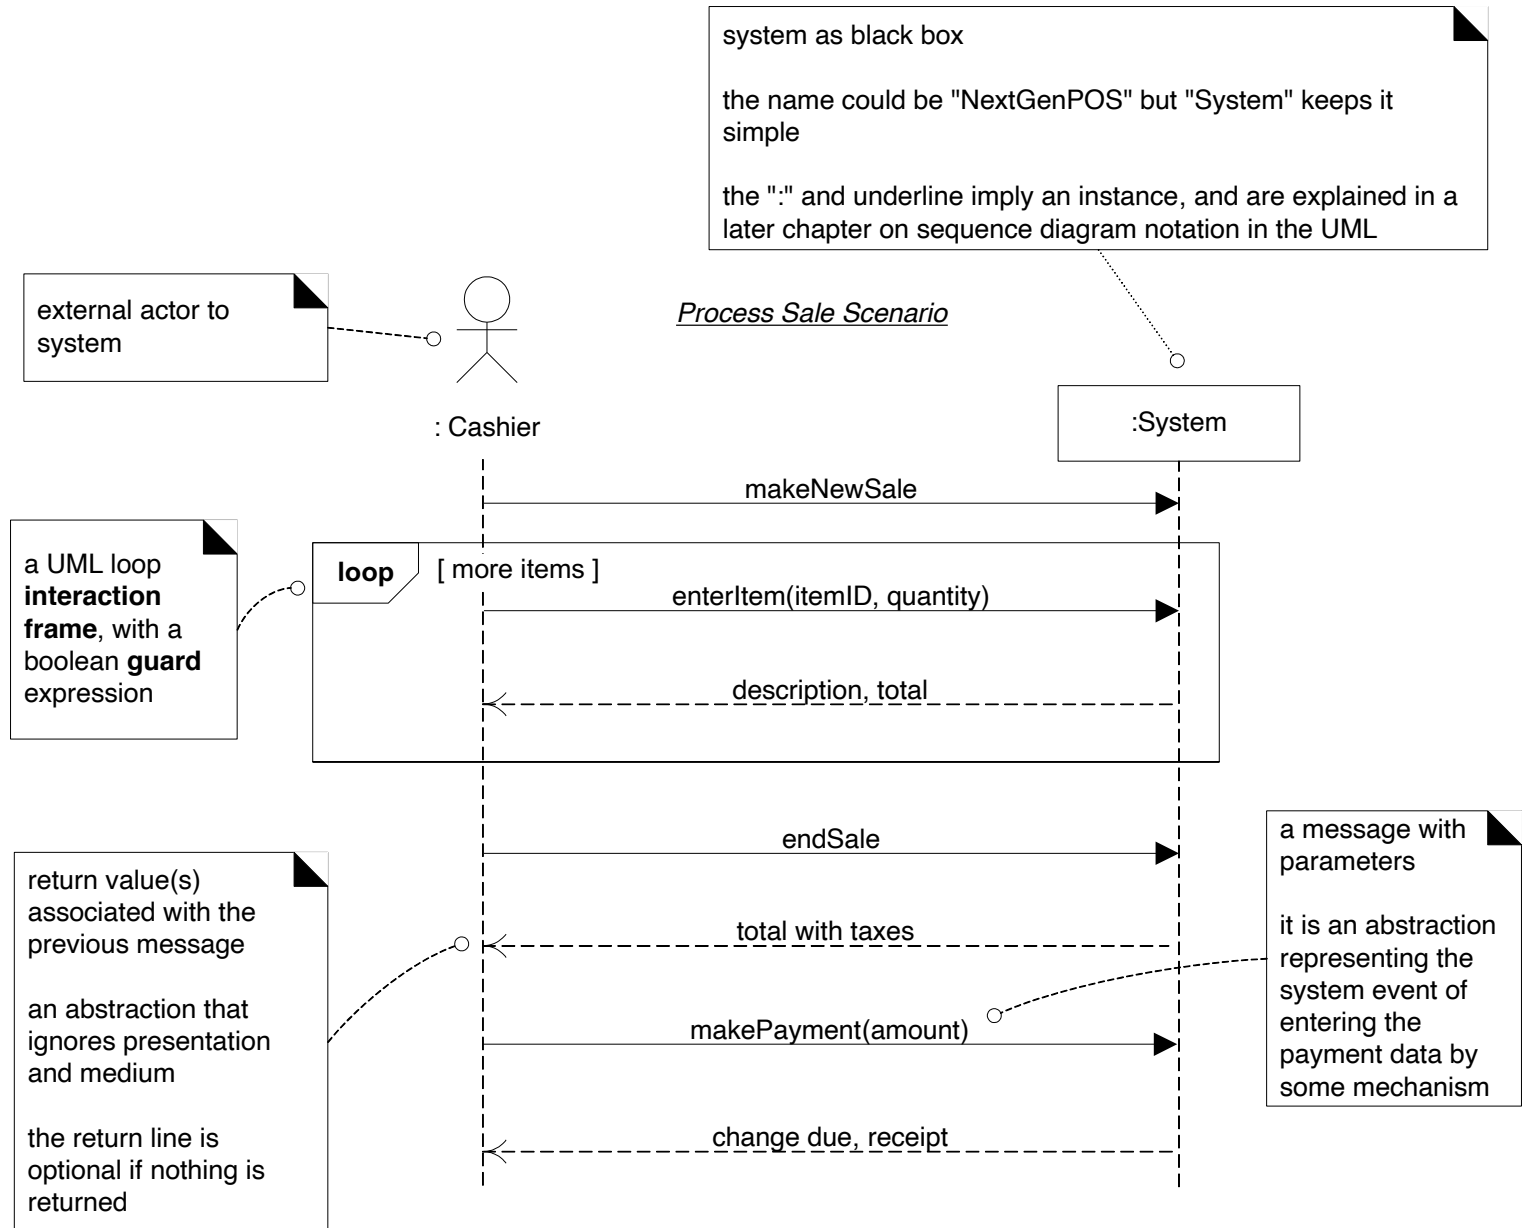 system as black box
the name could be "NextGenPOS" but "System" keeps it
simple
the ":" and underline imply an instance, and are explained in a
later chapter on sequence diagram notation in the UML
external actor to
system
Process Sale Scenario
: Cashier
:System
makeNewSale
a UML loop
interaction
frame, with a
boolean guard
expression
loop
[ more items ]
enterItem(itemID, quantity)
description, total
endSale
a message with
parameters
it is an abstraction
representing the
system event of
entering the
payment data by
some mechanism
return value(s)
associated with the
previous message
an abstraction that
ignores presentation
and medium
the return line is
optional if nothing is
returned
total with taxes
makePayment(amount)
change due, receipt